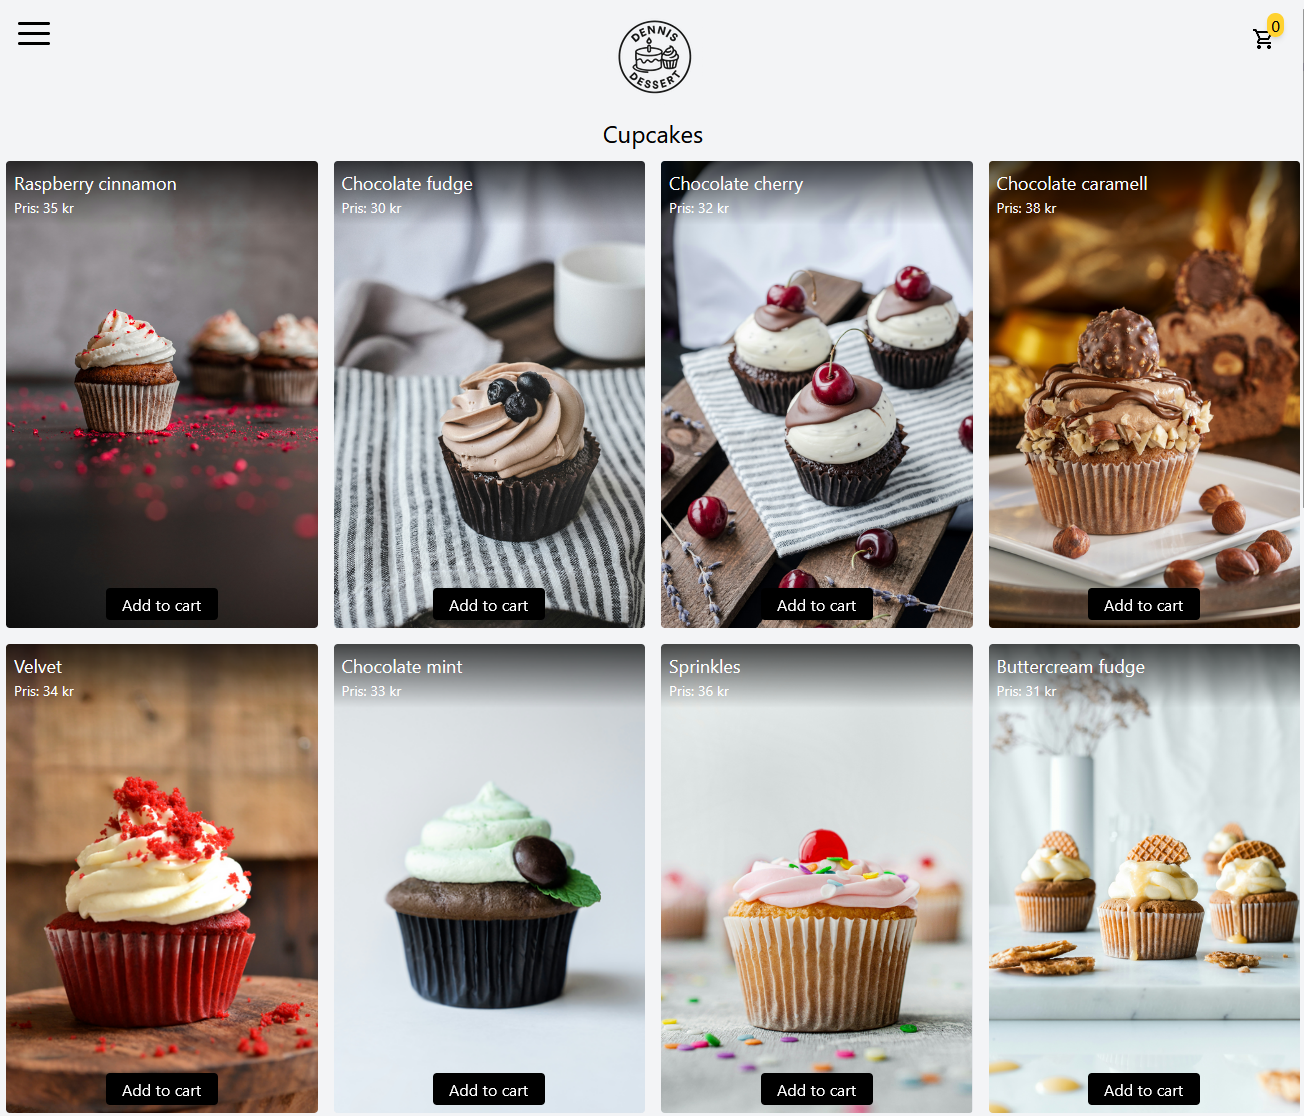 DENNIS
DESSERT
0
Cupcakes
Raspberry cinnamon
Pris: 35 kr
Add to cart
Chocolate fudge
Pris: 30 kr
Add to cart
Chocolate cherry
Pris: 32 kr
Add to cart
Chocolate caramell
Pris: 38 kr
Add to cart
Velvet
Pris: 34 kr
Add to cart
Chocolate mint
Pris: 33 kr
Add to cart
Sprinkles
Pris: 36 kr
Add to cart
Buttercream fudge
Pris: 31 kr
Add to cart